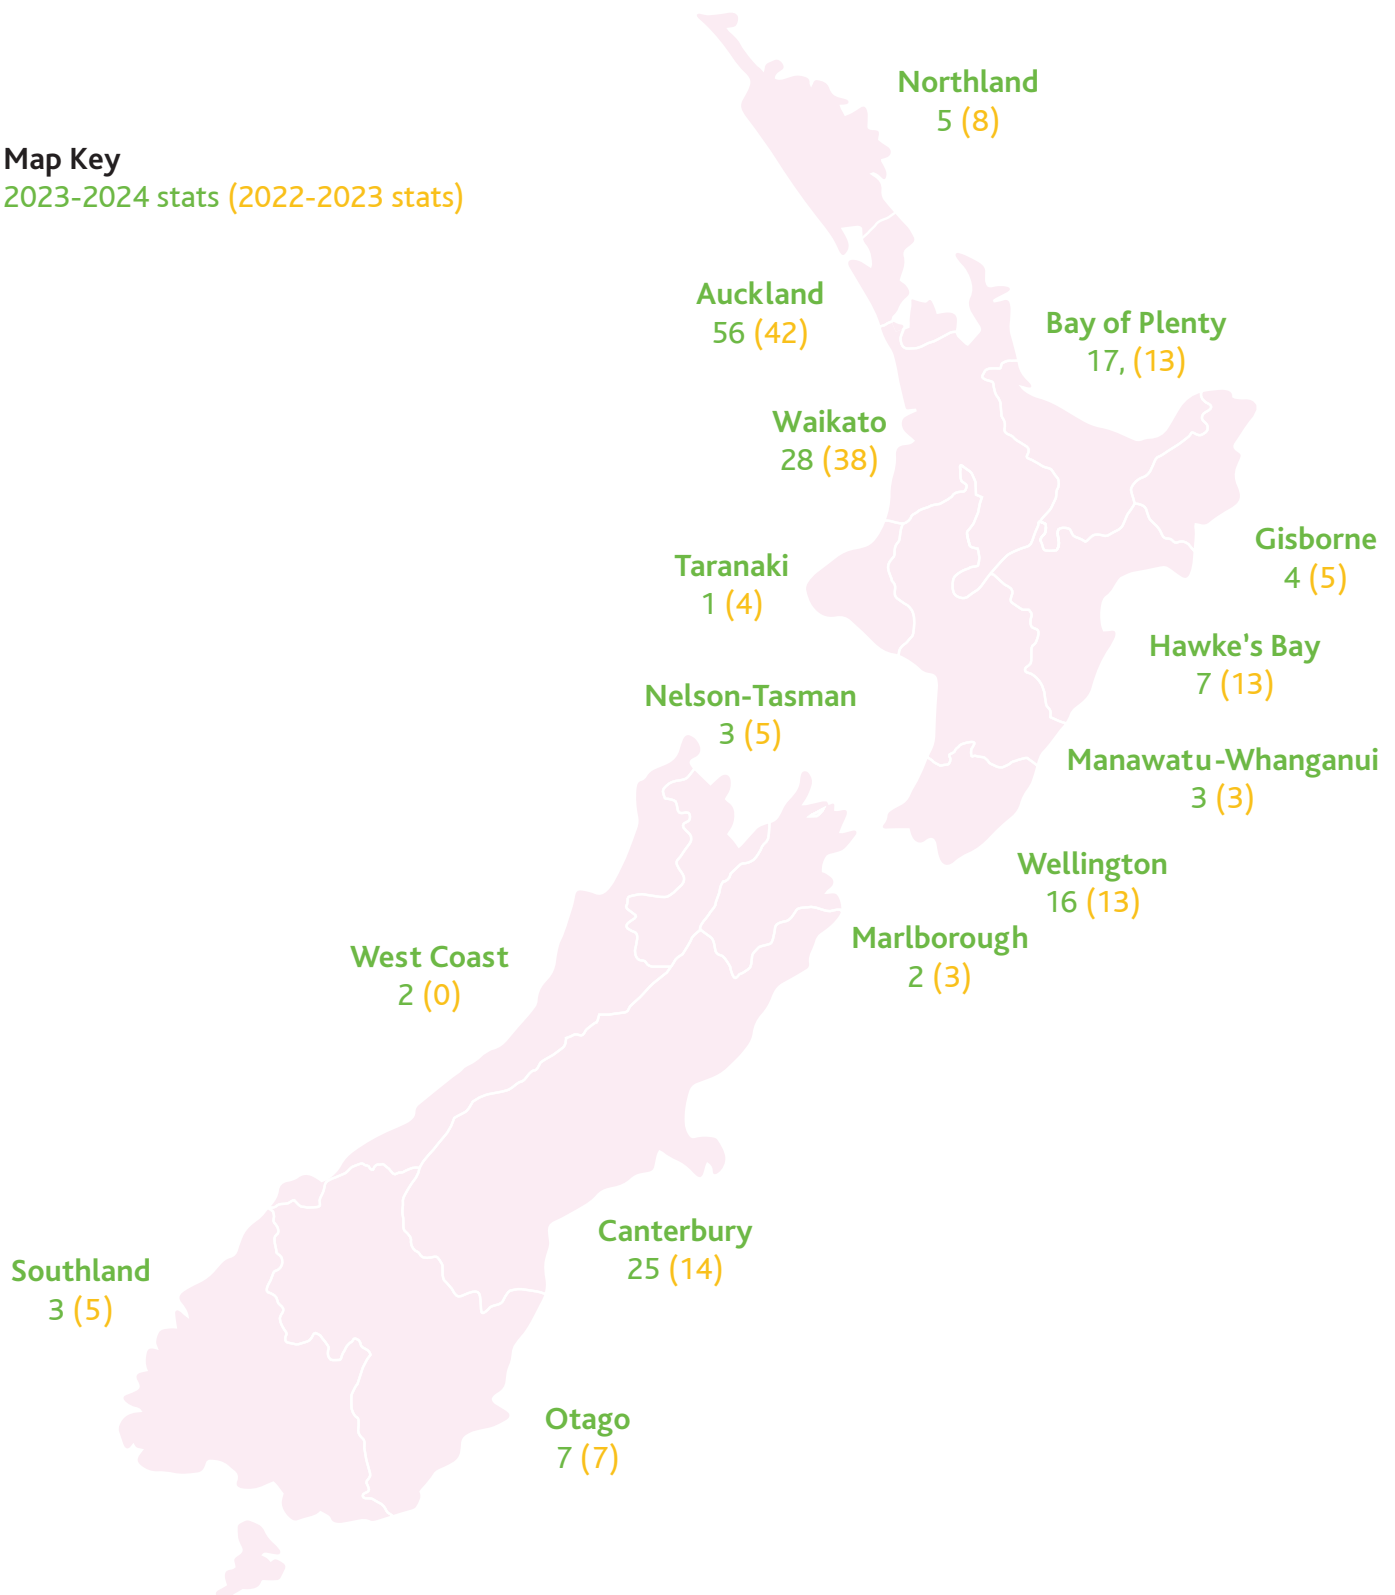 Northland
5 (8)
Map Key
2023-2024 stats (2022-2023 stats)
Auckland
56 (42)
Bay of Plenty
17, (13)
Waikato
28 (38)
Gisborne
4 (5)
Taranaki
1 (4)
Hawke's Bay
7 (13)
Nelson-Tasman
3 (5)
Manawatu-Whanganui
3 (3)
Wellington
16 (13)
Marlborough
2 (3)
West Coast
2 (0)
Canterbury
25 (14)
Southland
3 (5)
Otago
7 (7)